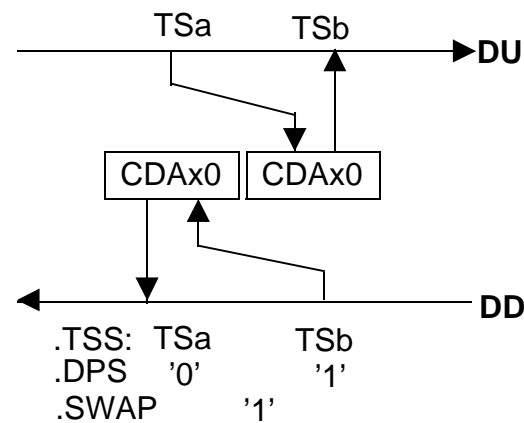 TSa TSb
DU
CDAx0 CDAx0
DD
.TSS: TSa TSb
.DPS '0' '1'
.SWAP '1'